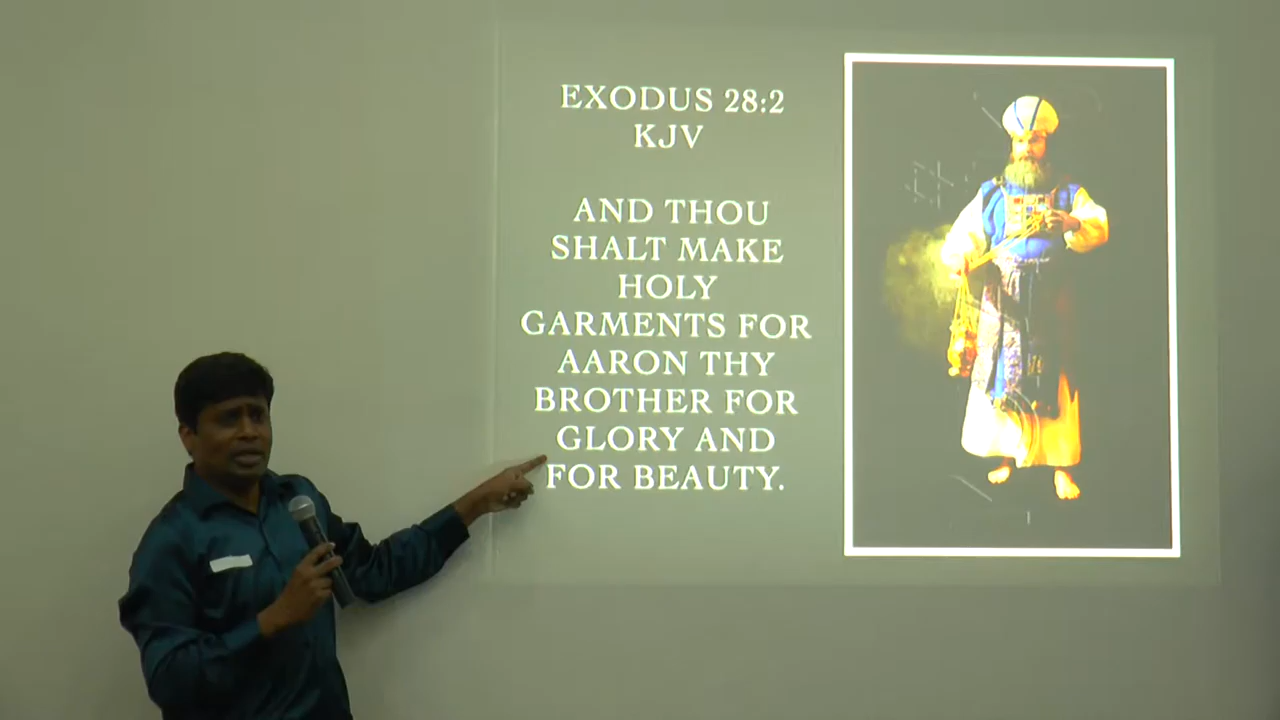 EXODUS 28:2
KJV
AND THOU
SHALT MAKE
HOLY
GARMENTS FOR
AARON THY
BROTHER FOR
GLORY AND
FOR BEAUTY.